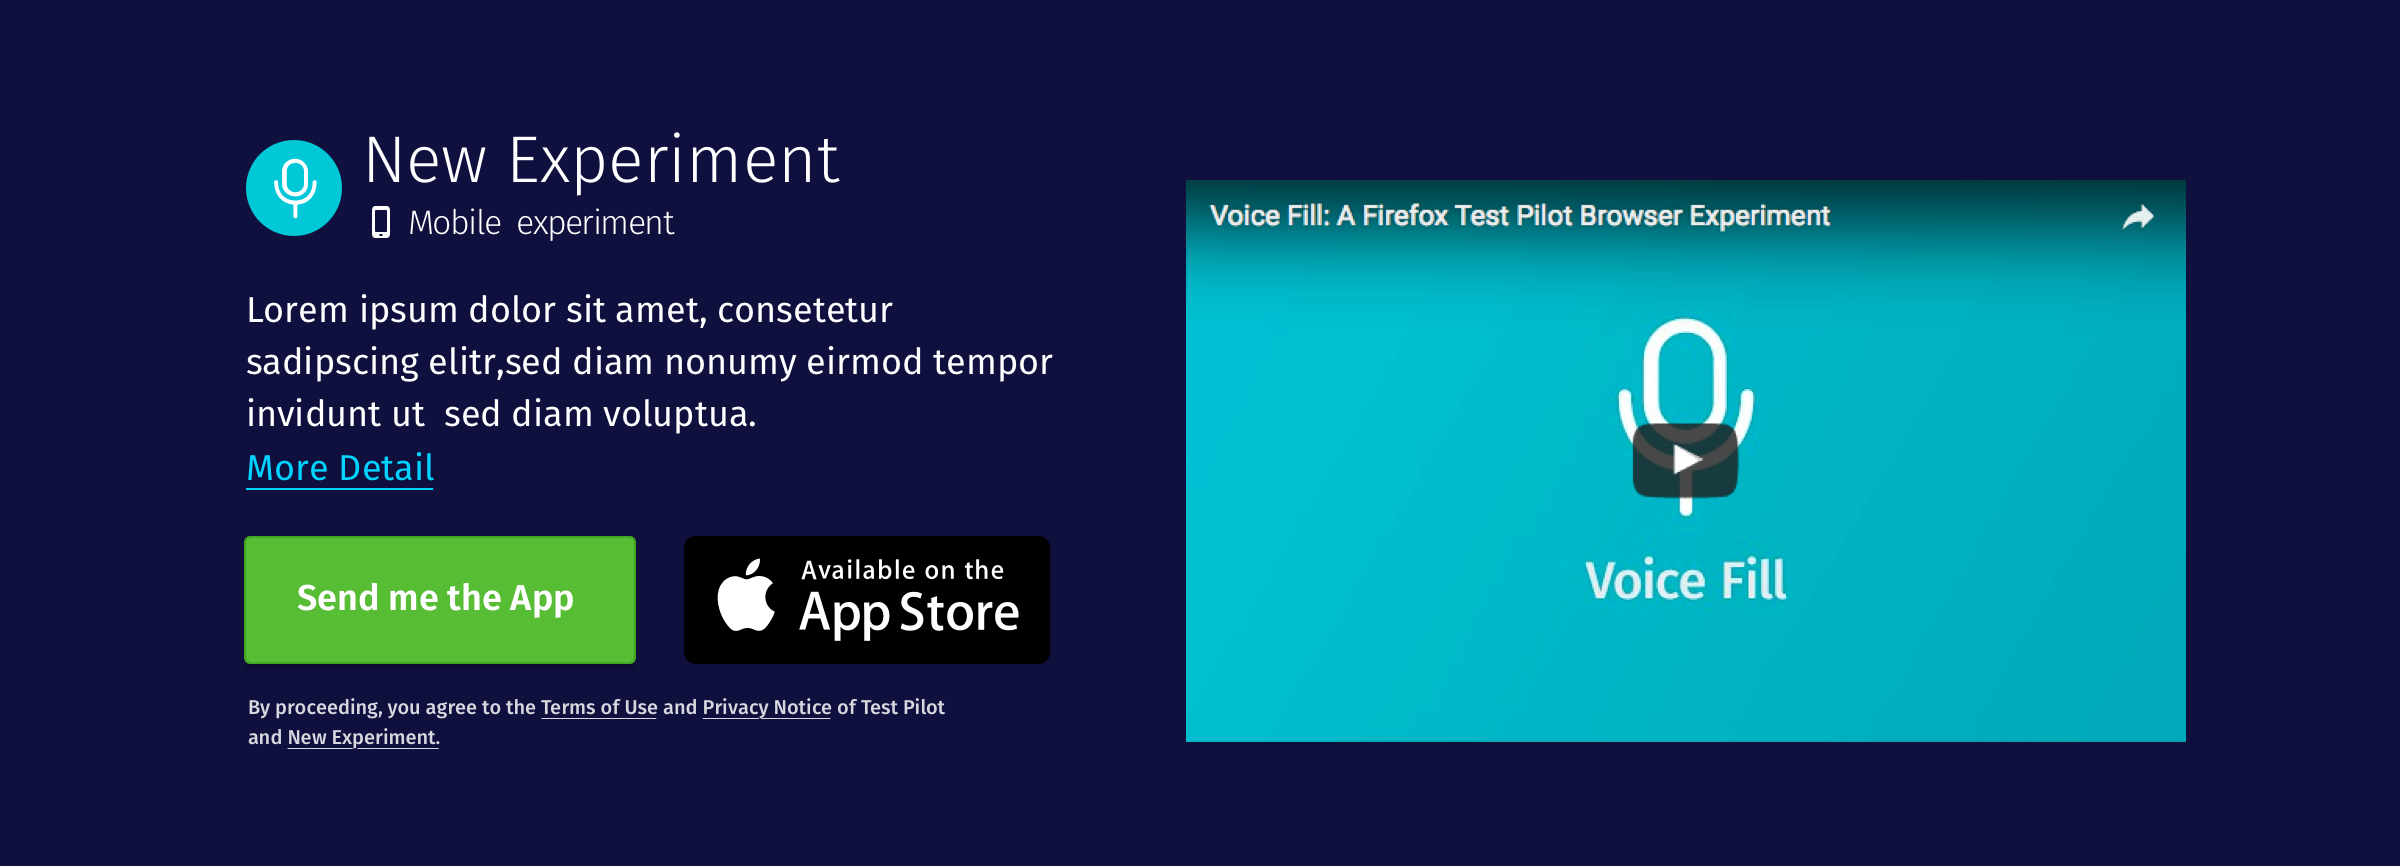 New Experiment
Mobile experiment
Lorem ipsum dolor sit amet, consetetur
sadipscing elitr,sed diam nonumy eirmod tempor
invidunt ut sed diam voluptua.
More Detail
Send me the App
Available on the
App Store
By proceeding, you agree to the Terms of Use and Privacy Notice of Test Pilot
and New Experiment.
Voice Fill: A Firefox Test Pilot Browser Experiment
Voice Fill